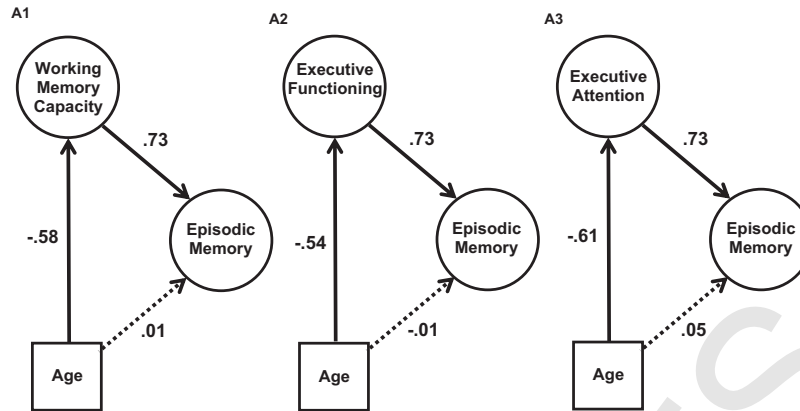 A1
Working
Memory
Capacity
.73
-.58
Episodic
Memory
.01
Age
A2
Executive
Functioning
.73
-.54
Episodic
Memory
-.01
Age
A3
Executive
Attention
.73
-.61
Episodic
Memory
.05
Age